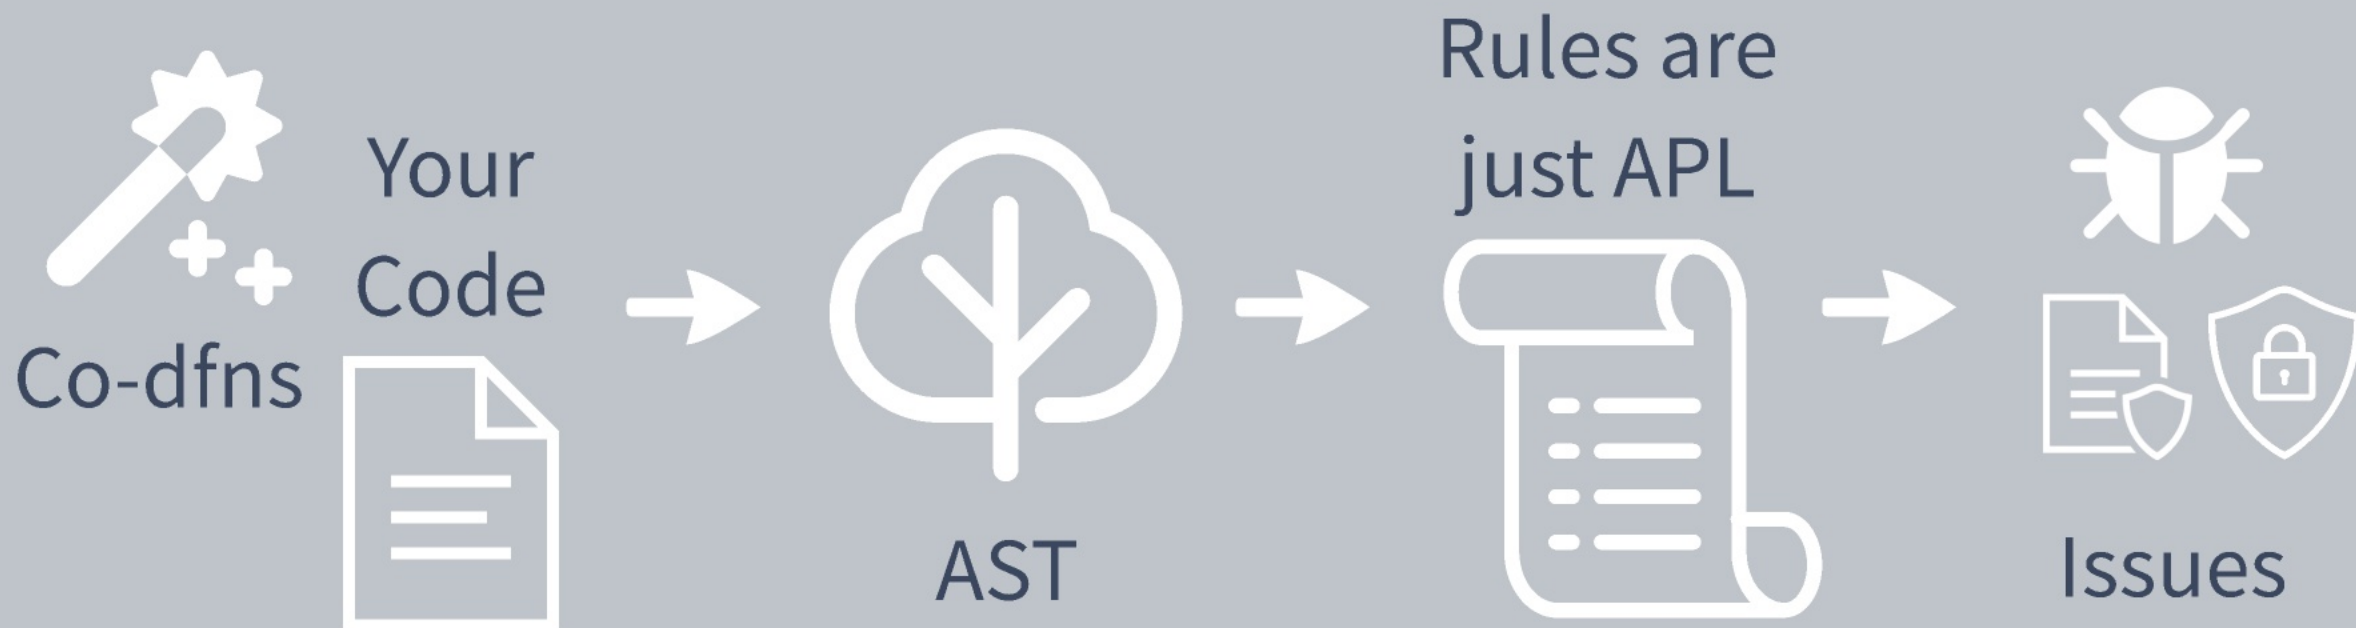 Co-dfns
Your
Code
AST
Rules are
just APL
Issues